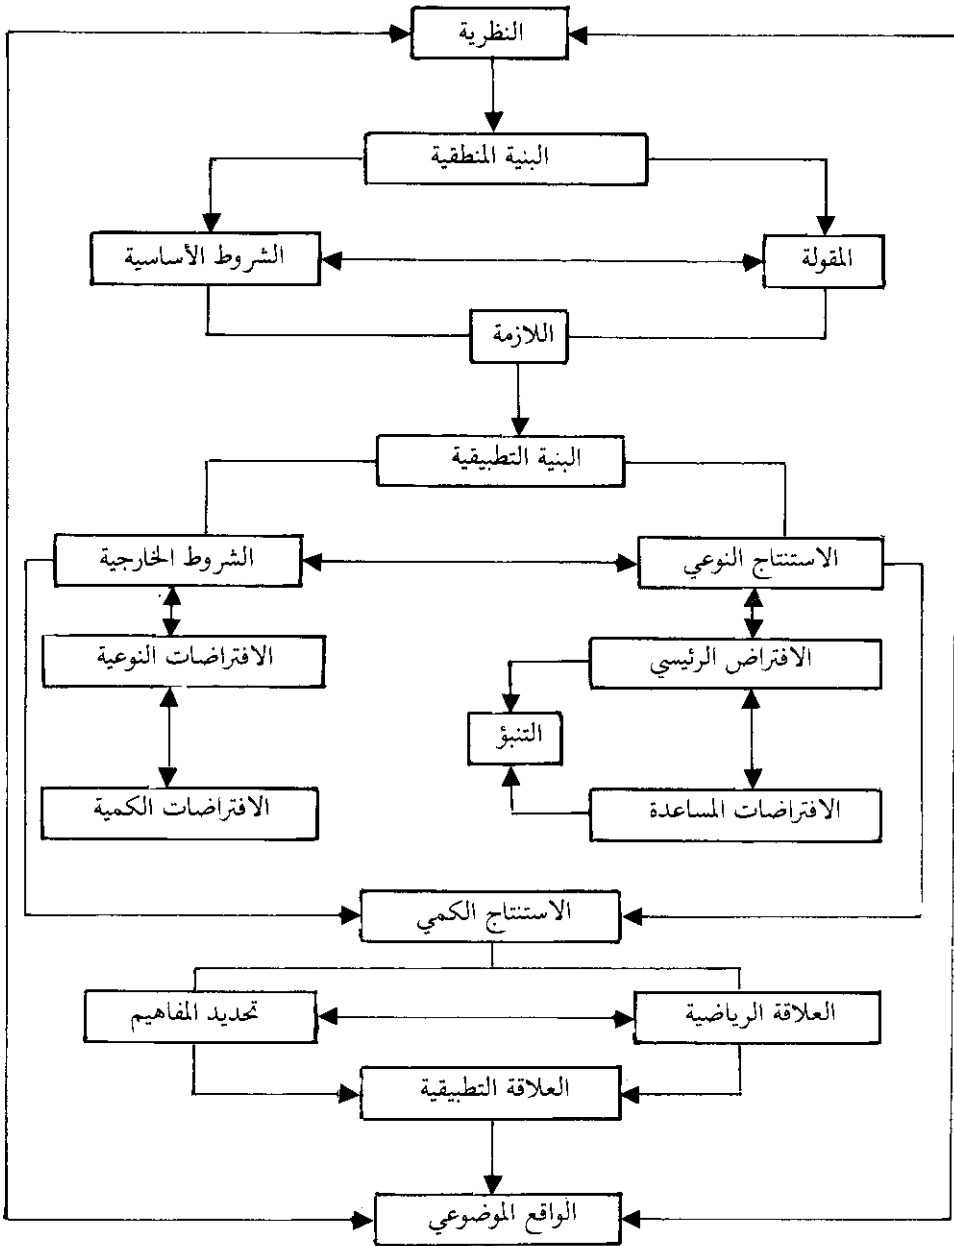 النظرية
البنية المنطقية
المقولة
الشروط الأساسية
اللازمة
البنية التطبيقية
الاستنتاج النوعي
الشروط الخارجية
الافتراض الرئيسي
الافتراضات النوعية
التنبؤ
الافتراضات المساعدة
الافتراضات الكمية
الاستنتاج الكمي
العلاقة الرياضية
تحديد المفاهيم
العلاقة التطبيقية
الواقع الموضوعي